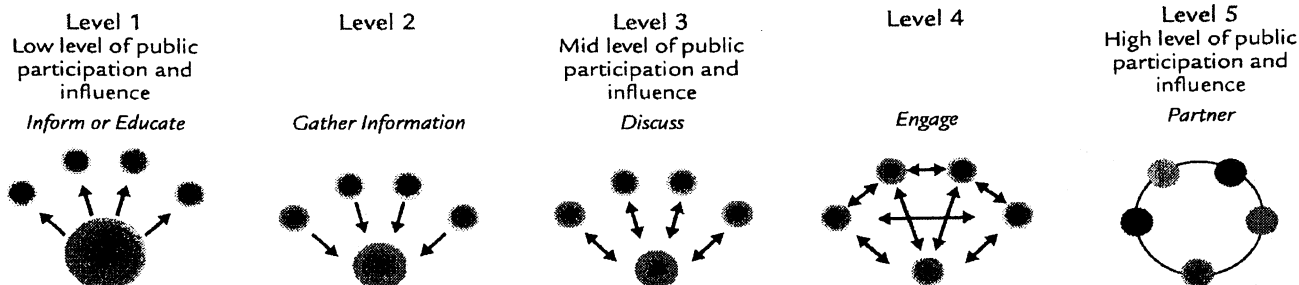 Level 1
Low level of public
participation and
influence
Inform or Educate
Level 2
Gather Information
Level 3
Mid level of public
participation and
influence
Discuss
Level 4
Engage
Level 5
High level of public
participation and
influence
Partner